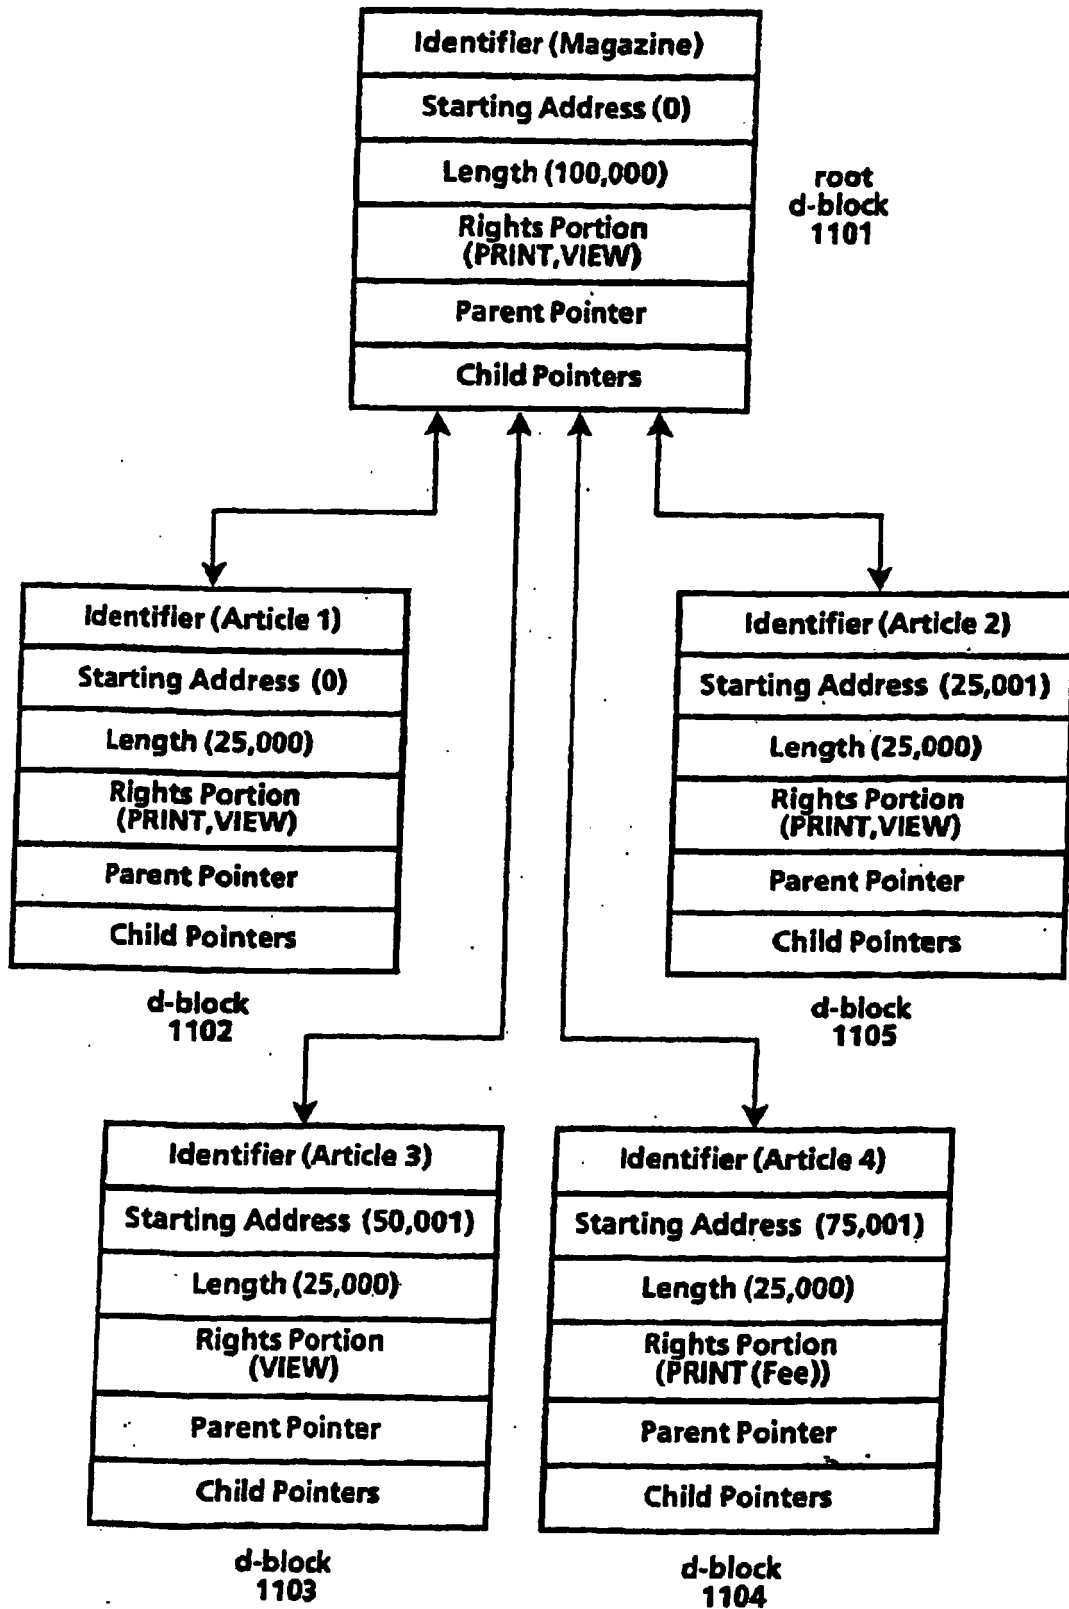 Identifier (Magazine)
Starting Address (0)
Length (100,000)
Rights Portion
(PRINT,VIEW)
Parent Pointer
Child Pointers
root
d-block
1101
Identifier (Article 1)
Starting Address (0)
Length (25,000)
Rights Portion
(PRINT,VIEW)
Parent Pointer
Child Pointers
d-block
1102
Identifier (Article 2)
Starting Address (25,001)
Length (25,000)
Rights Portion
(PRINT,VIEW)
Parent Pointer
Child Pointers
d-block
1105
Identifier (Article 3)
Starting Address (50,001)
Length (25,000)
Rights Portion
(VIEW)
Parent Pointer
Child Pointers
d-block
1103
Identifier (Article 4)
Starting Address (75,001)
Length (25,000)
Rights Portion
(PRINT (Fee))
Parent Pointer
Child Pointers
d-block
1104